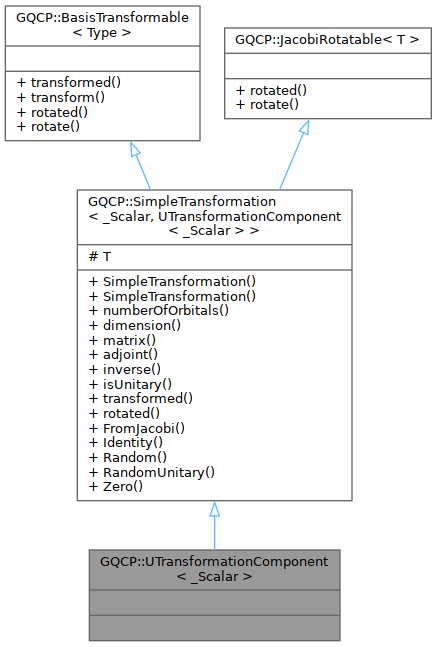 GQCP::BasisTransformable
< Type >
+ transformed()
+ transform()
+ rotated()
+ rotate()
GQCP::JacobiRotatable< T >
+ rotated()
+ rotate()
GQCP::SimpleTransformation
< _Scalar, UTransformationComponent
< _Scalar > >
# T
+ SimpleTransformation()
+ SimpleTransformation()
+ numberOfOrbitals()
+ dimension()
+ matrix()
+ adjoint()
+ inverse()
+ isUnitary()
+ transformed()
+ rotated()
+ FromJacobi()
+ Identity()
+ Random()
+ RandomUnitary()
+ Zero()
GQCP::UTransformationComponent
< _Scalar >